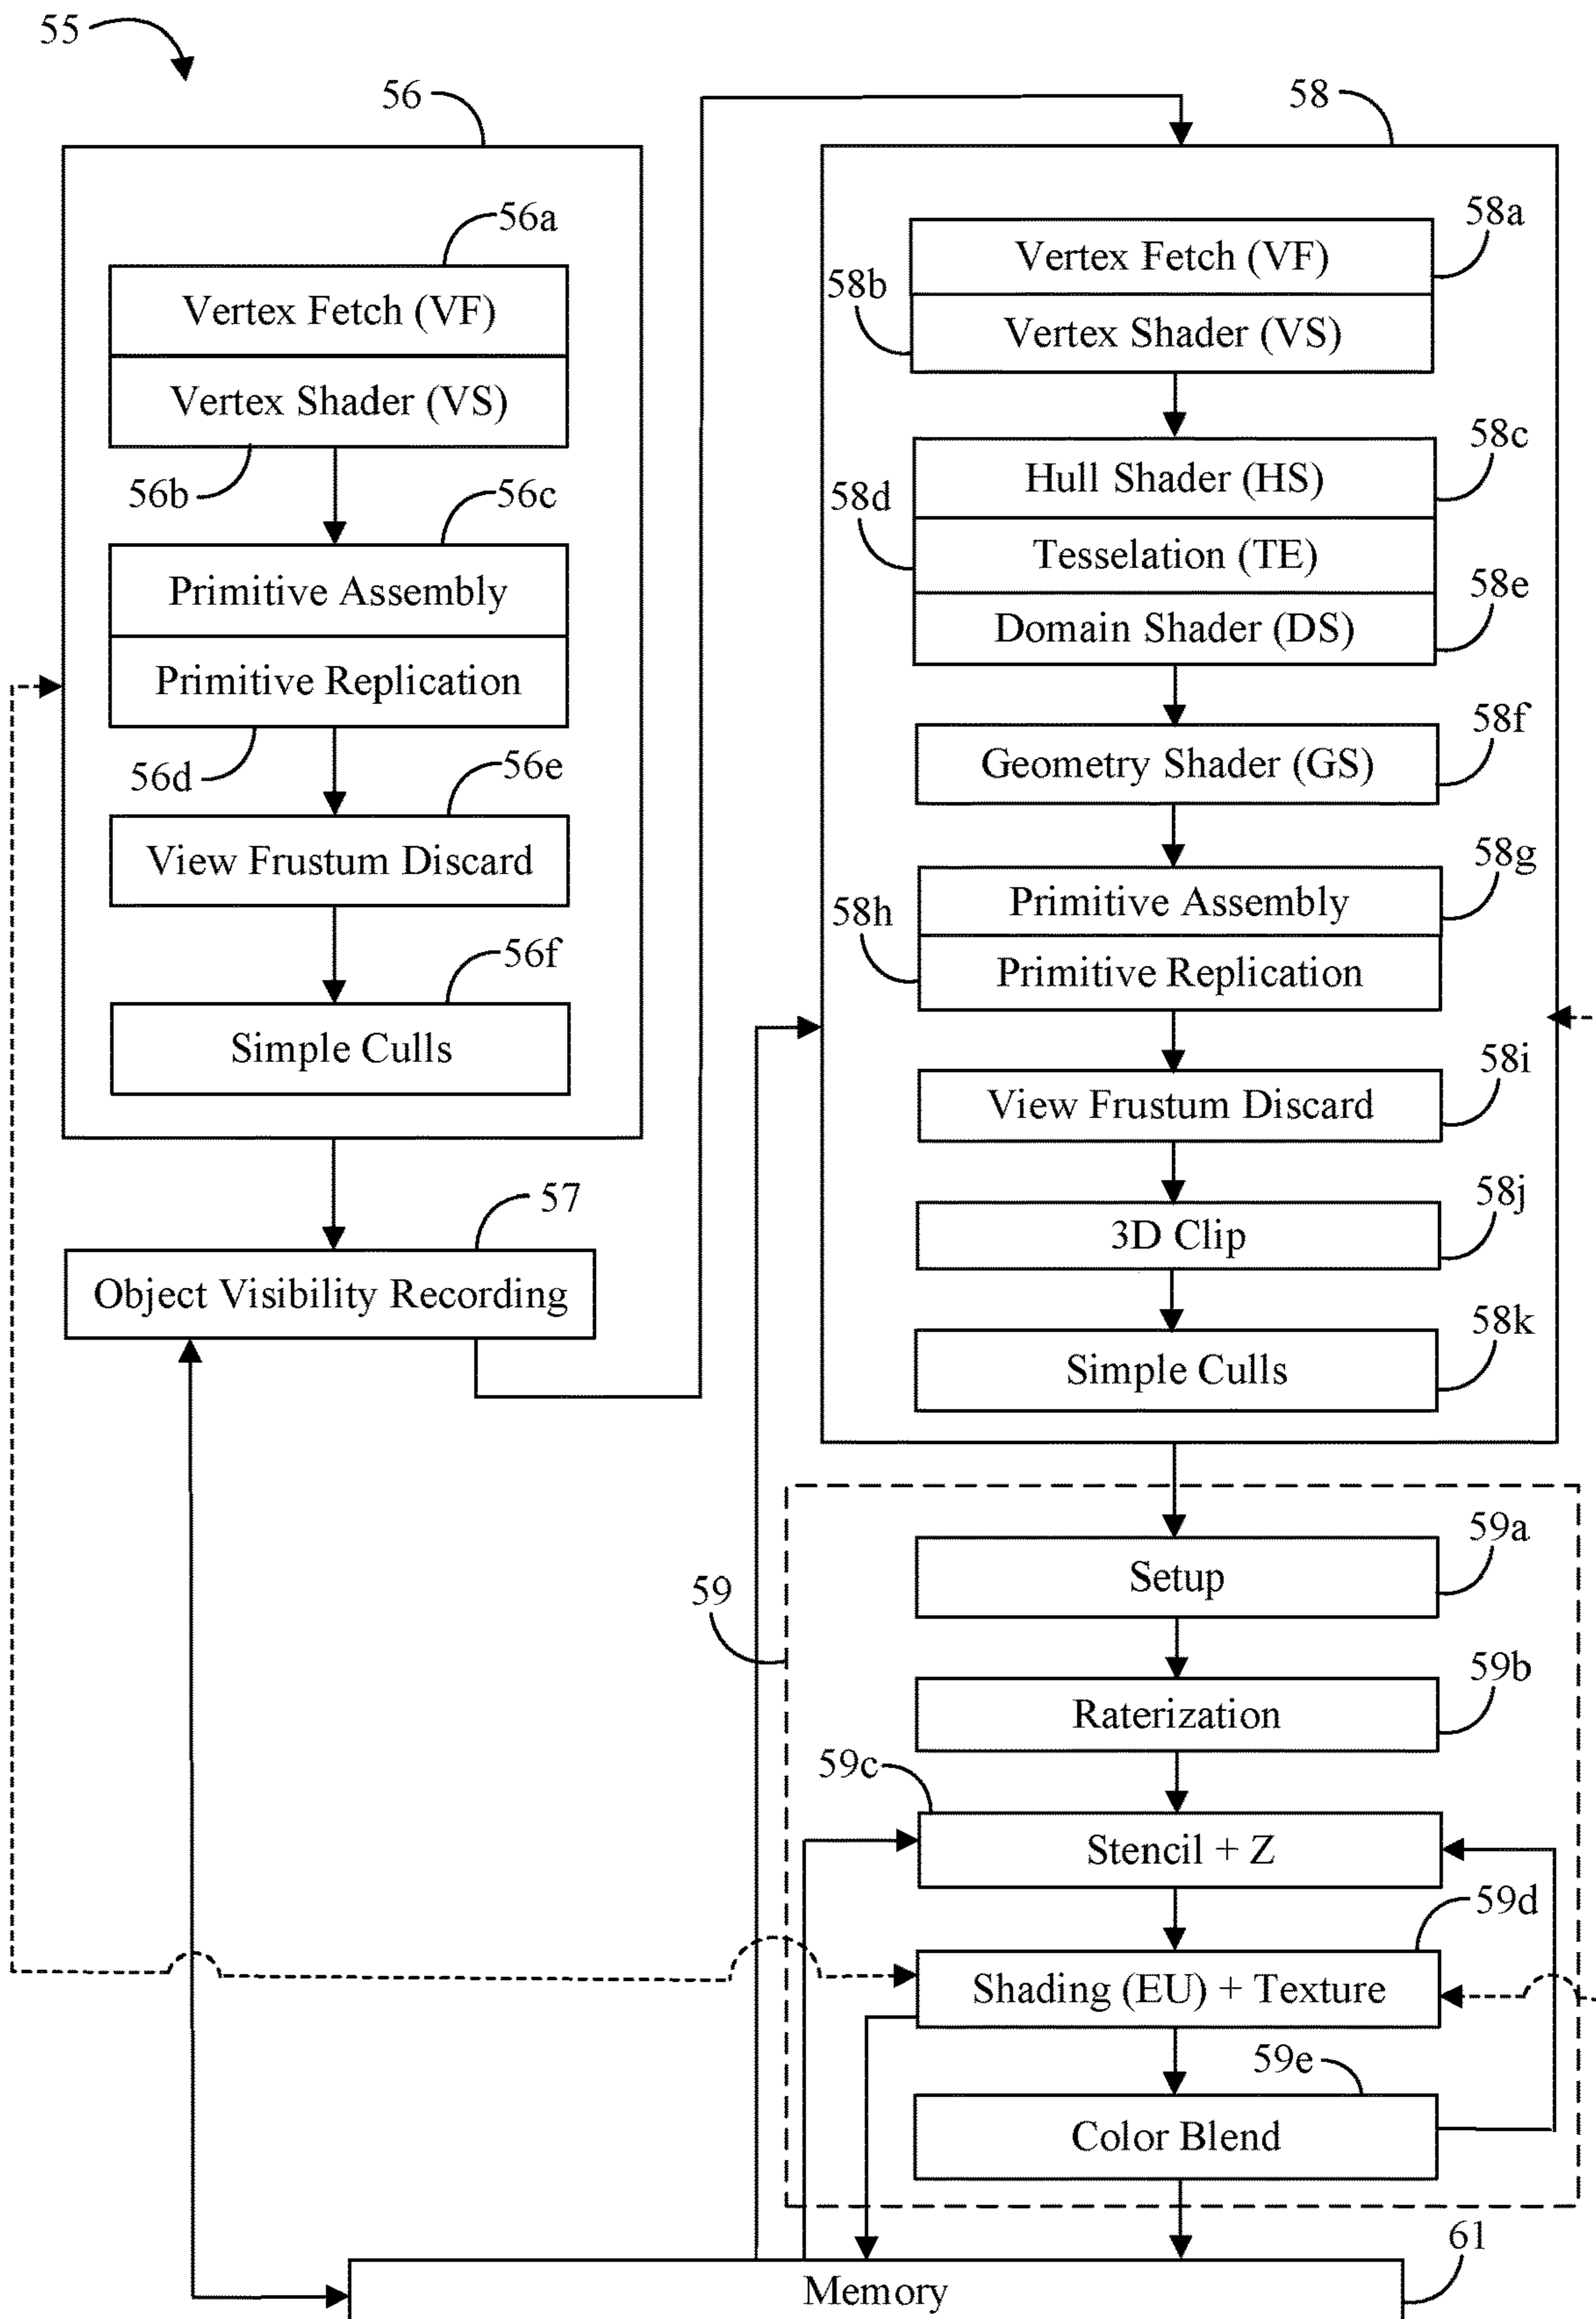 55
56
56a
Vertex Fetch (VF)
Vertex Shader (VS)
56b
56c
Primitive Assembly
Primitive Replication
56d
56e
View Frustum Discard
56f
Simple Culls
57
Object Visibility Recording
58
58a
Vertex Fetch (VF)
58b
Vertex Shader (VS)
58c
Hull Shader (HS)
58d
Tesselation (TE)
58e
Domain Shader (DS)
58f
Geometry Shader (GS)
58g
Primitive Assembly
58h
Primitive Replication
58i
View Frustum Discard
58j
3D Clip
58k
Simple Culls
59
59a
Setup
59b
Raterization
59c
Stencil + Z
59d
Shading (EU) + Texture
59e
Color Blend
61
Memory